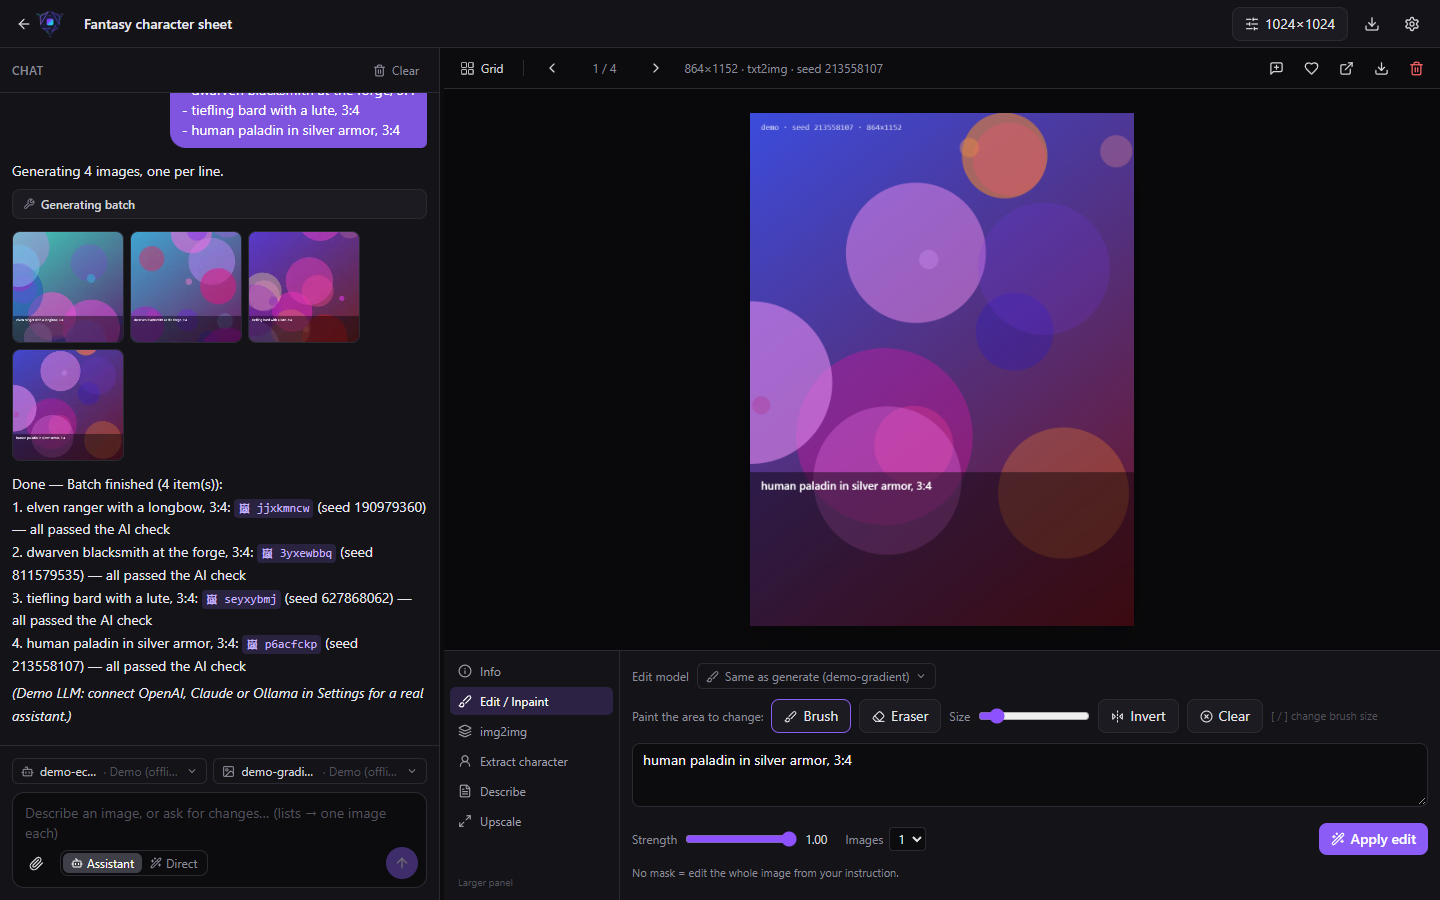 Fantasy character sheet
1024×1024
CHAT
Clear
- tiefling bard with a lute, 3:4
- human paladin in silver armor, 3:4
Generating 4 images, one per line.
Generating batch
Done — Batch finished (4 item(s)):
1. elven ranger with a longbow, 3:4: jjxkmncw (seed 190979360)
— all passed the AI check
2. dwarven blacksmith at the forge, 3:4: 3yxewbbq (seed
811579535) — all passed the AI check
3. tiefling bard with a lute, 3:4: seyxybmj (seed 627868062) —
all passed the AI check
4. human paladin in silver armor, 3:4: p6acfckp (seed
213558107) — all passed the AI check
(Demo LLM: connect OpenAI, Claude or Ollama in Settings for a real
assistant.)
demo-ec... · Demo (offli...
demo-gradi... · Demo (offli...
Describe an image, or ask for changes... (lists → one image
each)
Assistant
Direct
Grid
1 / 4
864×1152 · txt2img · seed 213558107
demo · seed 213558107 · 864x1152
human paladin in silver armor, 3:4
Info
Edit / Inpaint
img2img
Extract character
Describe
Upscale
Larger panel
Edit model
Same as generate (demo-gradient)
Paint the area to change:
Brush
Eraser
Size
Invert
Clear
[ / ] change brush size
human paladin in silver armor, 3:4
Strength
1.00
Images
1
Apply edit
No mask = edit the whole image from your instruction.